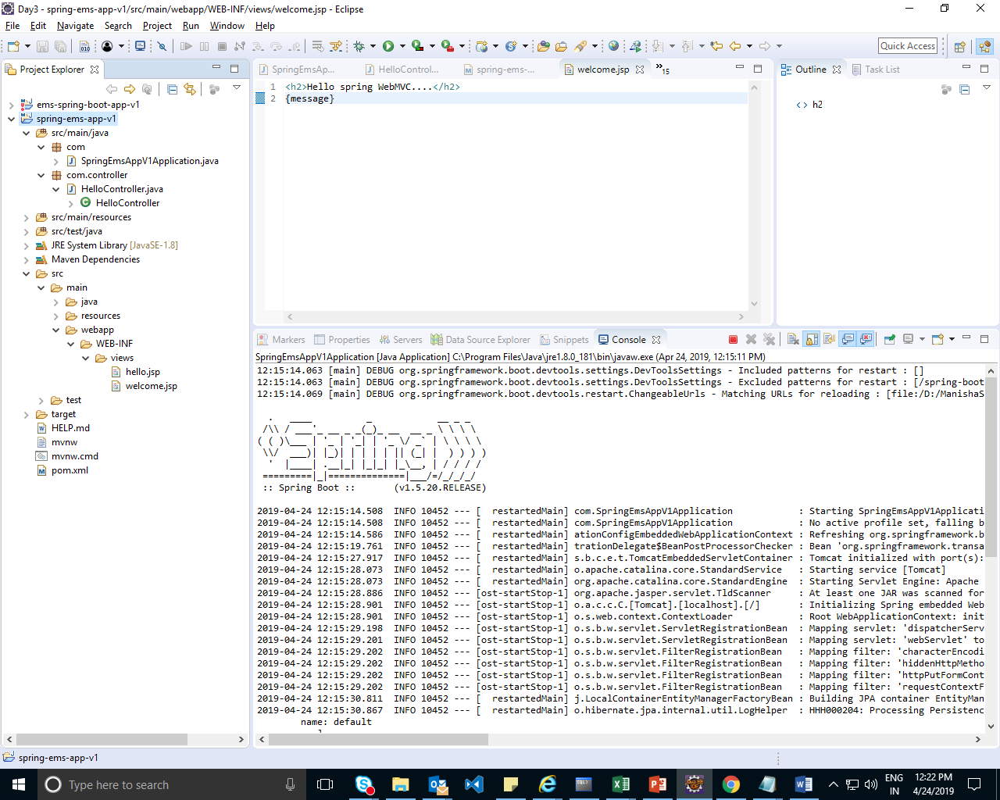 Day3 - spring-ems-app-v1/src/main/webapp/WEB-INF/views/welcome.jsp - Eclipse
File Edit Navigate Search Project Run Window Help
Quick Access
Project Explorer
ems-spring-boot-app-v1
spring-ems-app-v1
src/main/java
com
SpringEmsAppV1Application.java
com.controller
HelloController.java
HelloController
src/main/resources
src/test/java
JRE System Library [JavaSE-1.8]
Maven Dependencies
src
main
java
resources
webapp
WEB-INF
views
hello.jsp
welcome.jsp
test
target
HELP.md
mvnw
mvnw.cmd
pom.xml
SpringEmsAp... HelloControl... spring-ems-... welcome.jsp »15
1 <h2>Hello spring WebMVC....</h2>
2 {message}
Outline Task List
<> h2
Markers Properties Servers Data Source Explorer Snippets Console
SpringEmsAppV1Application [Java Application] C:\Program Files\Java\jre1.8.0_181\bin\javaw.exe (Apr 24, 2019, 12:15:11 PM)
12:15:14.063 [main] DEBUG org.springframework.boot.devtools.settings.DevToolsSettings - Included patterns for restart : []
12:15:14.063 [main] DEBUG org.springframework.boot.devtools.settings.DevToolsSettings - Excluded patterns for restart : [/spring-boot
12:15:14.069 [main] DEBUG org.springframework.boot.devtools.restart.ChangeableUrls - Matching URLs for reloading : [file:/D:/ManishaS
Spring
:: Spring Boot :: (v1.5.20.RELEASE)
2019-04-24 12:15:14.508 INFO 10452 --- [ restartedMain] com.SpringEmsAppV1Application : Starting SpringEmsAppV1Applicati
2019-04-24 12:15:14.508 INFO 10452 --- [ restartedMain] com.SpringEmsAppV1Application : No active profile set, falling b
2019-04-24 12:15:14.586 INFO 10452 --- [ restartedMain] ationConfigEmbeddedWebApplicationContext : Refreshing org.springframework.b
2019-04-24 12:15:19.761 INFO 10452 --- [ restartedMain] trationDelegate$BeanPostProcessorChecker : Bean 'org.springframework.transa
2019-04-24 12:15:27.917 INFO 10452 --- [ restartedMain] s.b.c.e.t.TomcatEmbeddedServletContainer : Tomcat initialized with port(s):
2019-04-24 12:15:28.073 INFO 10452 --- [ restartedMain] o.apache.catalina.core.StandardService : Starting service [Tomcat]
2019-04-24 12:15:28.073 INFO 10452 --- [ restartedMain] org.apache.catalina.core.StandardEngine : Starting Servlet Engine: Apache
2019-04-24 12:15:28.886 INFO 10452 --- [ost-startStop-1] org.apache.jasper.servlet.TldScanner : At least one JAR was scanned for
2019-04-24 12:15:28.901 INFO 10452 --- [ost-startStop-1] o.a.c.c.C.[Tomcat].[localhost].[/] : Initializing Spring embedded Web
2019-04-24 12:15:28.901 INFO 10452 --- [ost-startStop-1] o.s.web.context.ContextLoader : Root WebApplicationContext: init
2019-04-24 12:15:29.198 INFO 10452 --- [ost-startStop-1] o.s.b.w.servlet.ServletRegistrationBean : Mapping servlet: 'dispatcherServ
2019-04-24 12:15:29.201 INFO 10452 --- [ost-startStop-1] o.s.b.w.servlet.ServletRegistrationBean : Mapping servlet: 'webServlet' to
2019-04-24 12:15:29.202 INFO 10452 --- [ost-startStop-1] o.s.b.w.servlet.FilterRegistrationBean : Mapping filter: 'characterEncodi
2019-04-24 12:15:29.202 INFO 10452 --- [ost-startStop-1] o.s.b.w.servlet.FilterRegistrationBean : Mapping filter: 'hiddenHttpMetho
2019-04-24 12:15:29.202 INFO 10452 --- [ost-startStop-1] o.s.b.w.servlet.FilterRegistrationBean : Mapping filter: 'httpPutFormCont
2019-04-24 12:15:29.202 INFO 10452 --- [ost-startStop-1] o.s.b.w.servlet.FilterRegistrationBean : Mapping filter: 'requestContextF
2019-04-24 12:15:30.811 INFO 10452 --- [ restartedMain] j.LocalContainerEntityManagerFactoryBean : Building JPA container EntityMan
2019-04-24 12:15:30.867 INFO 10452 --- [ restartedMain] o.hibernate.jpa.internal.util.LogHelper : HHH000204: Processing Persistenc
name: default
spring-ems-app-v1
Type here to search
ENG 12:22 PM
IN 4/24/2019